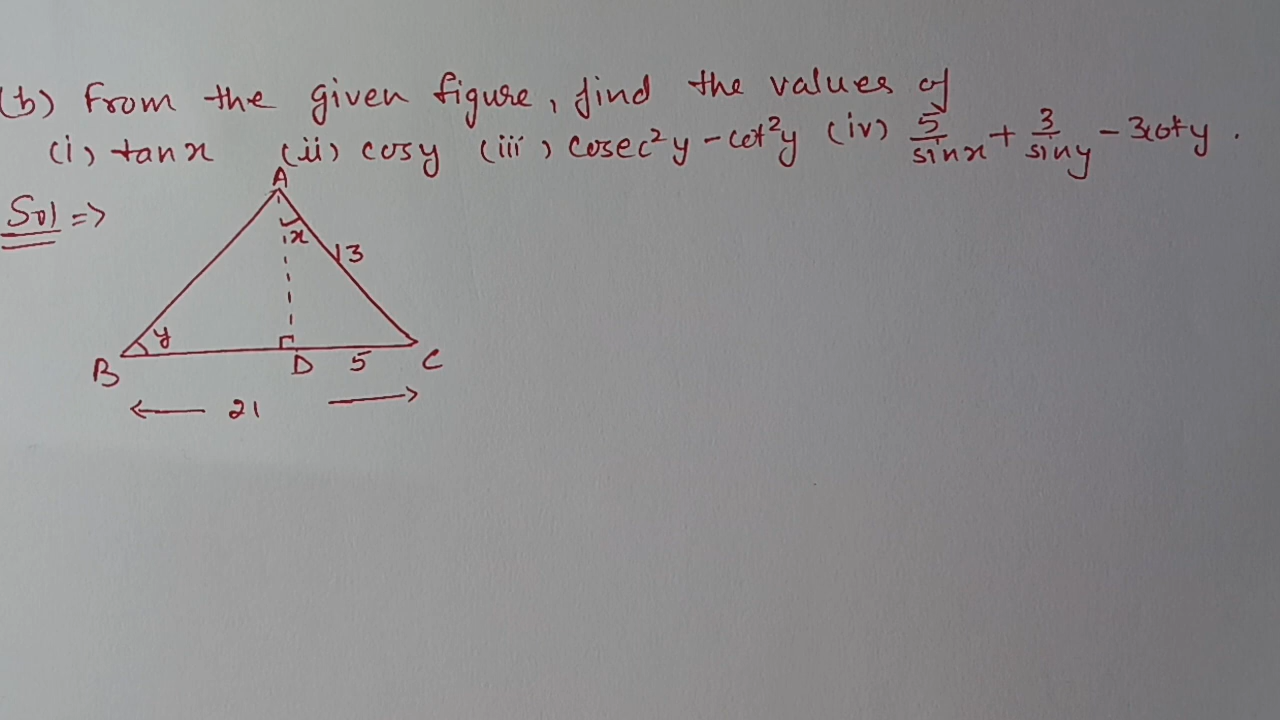 (b) From the given figure, find the values of
(i) tan x (ii) cos y (iii) cosec²y - cot²y (iv) 5/sin x + 3/sin y - 3cot y.
Sol =>
A
x
13
y
B
D
5
C
21